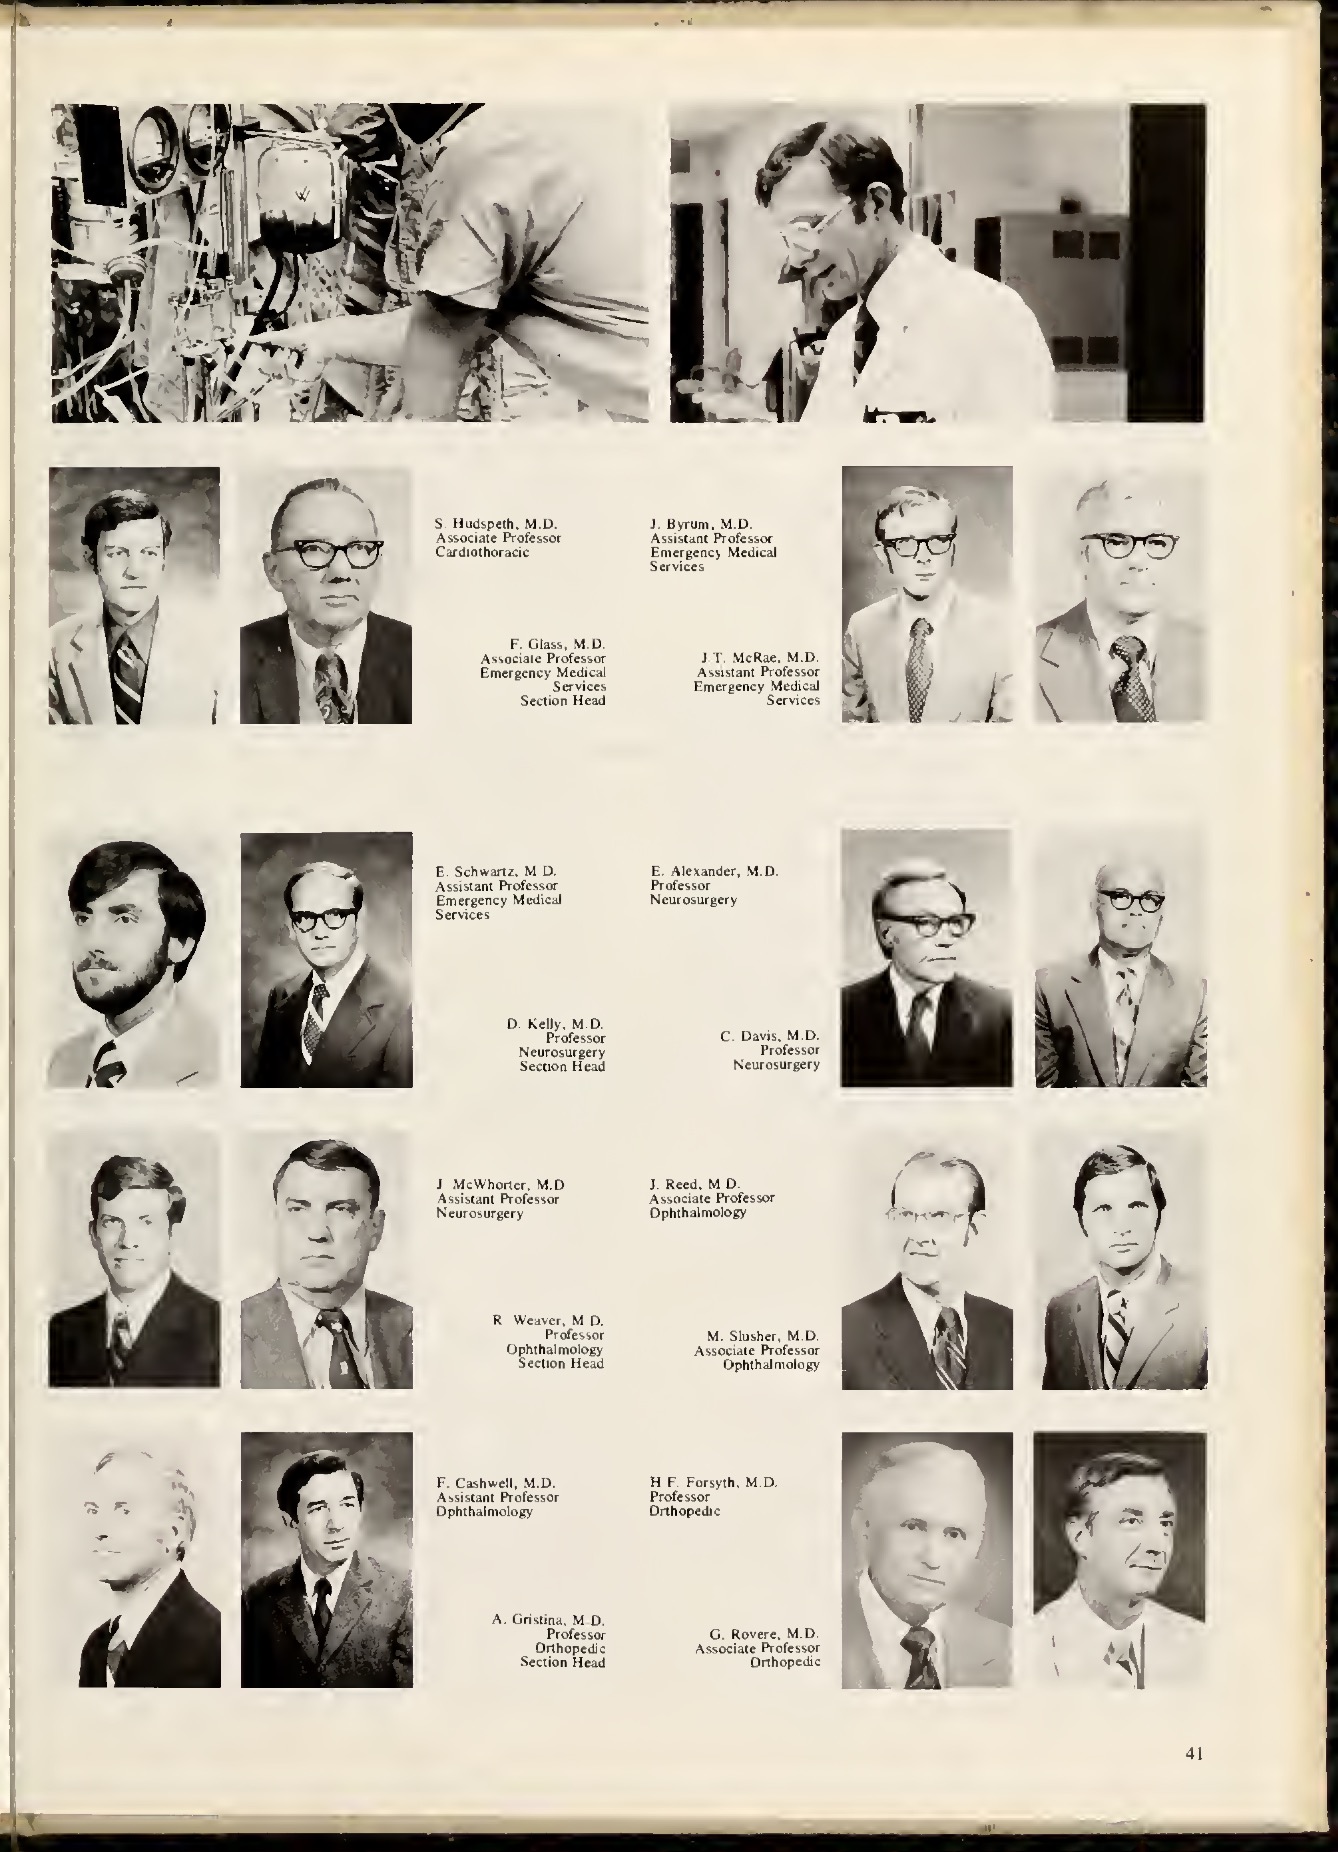 S. Hudspeth, M.D.
Associate Professor
Cardiothoracic
F. Glass, M.D.
Associate Professor
Emergency Medical
Services
Section Head
J. Byrum, M.D.
Assistant Professor
Emergency Medical
Services
J. T. McRae, M.D.
Assistant Professor
Emergency Medical
Services
E. Schwartz, M D.
Assistant Professor
Emergency Medical
Services
D. Kelly, M.D.
Professor
Neurosurgery
Section Head
E. Alexander, M.D.
Professor
Neurosurgery
C. Davis, M.D.
Professor
Neurosurgery
J McWhorter, M.D
Assistant Professor
Neurosurgery
R Weaver, M D.
Professor
Ophthalmology
Section Head
J. Reed, M D.
Associate Professor
Ophthalmology
M. Slusher, M.D.
Associate Professor
Ophthalmology
F. Cashwell, M.D.
Assistant Professor
Ophthalmology
A. Gristina, M D.
Professor
Orthopedic
Section Head
H F. Forsyth, M.D.
Professor
Orthopedic
G. Rovere, M.D.
Associate Professor
Orthopedic
41